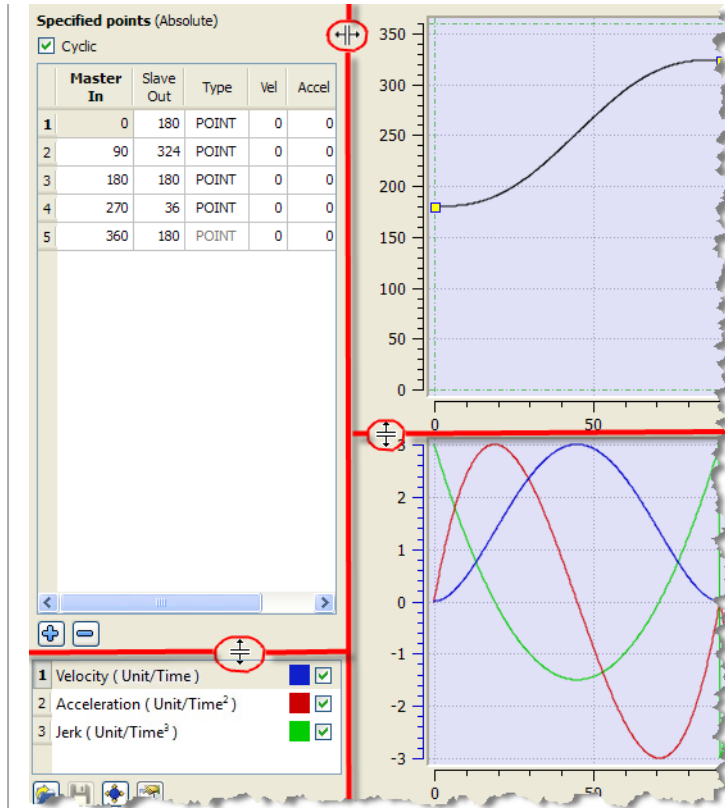 Specified points (Absolute)
Cyclic
Master In Slave Out Type Vel Accel
1 0 180 POINT 0 0
2 90 324 POINT 0 0
3 180 180 POINT 0 0
4 270 36 POINT 0 0
5 360 180 POINT 0 0
1 Velocity ( Unit/Time )
2 Acceleration ( Unit/Time² )
3 Jerk ( Unit/Time³ )
350
300
250
200
150
100
50
0
0 50
3
2
1
0
-1
-2
-3
0 50